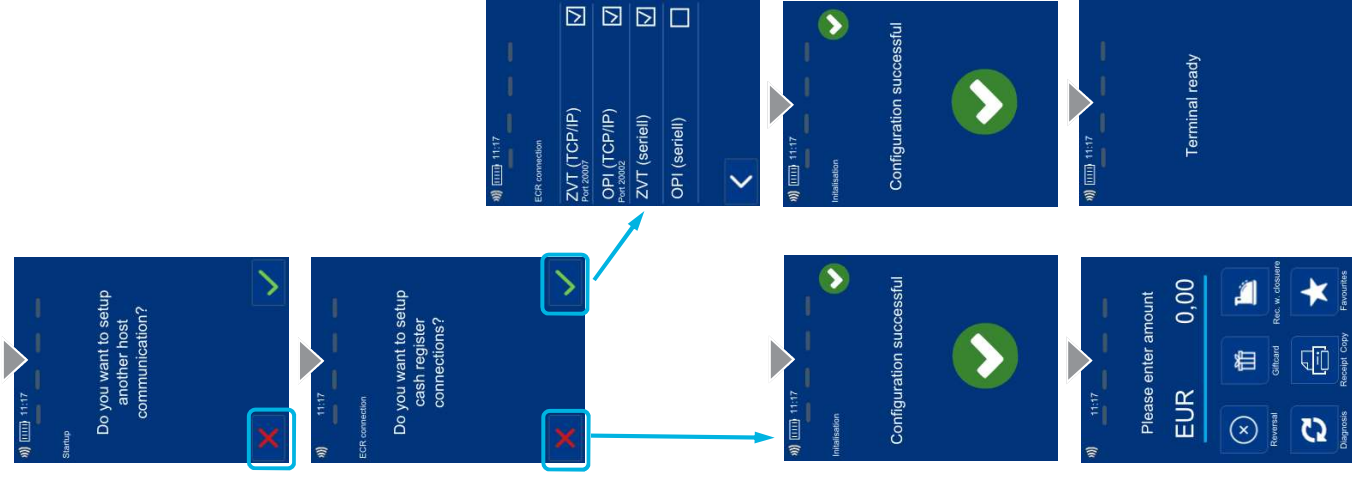 11:17
Startup
Do you want to setup
another host
communication?
11:17
ECR connection
Do you want to setup
cash register
connections?
11:17
ECR connection
ZVT (TCP/IP)
Port 20007
OPI (TCP/IP)
Port 20002
ZVT (seriell)
OPI (seriell)
11:17
Initalisation
Configuration successful
11:17
Initalisation
Configuration successful
11:17
Please enter amount
EUR 0,00
Reversal Giftcard Rec. w. closuere
Diagnosis Receipt Copy Favourites
11:17
Terminal ready